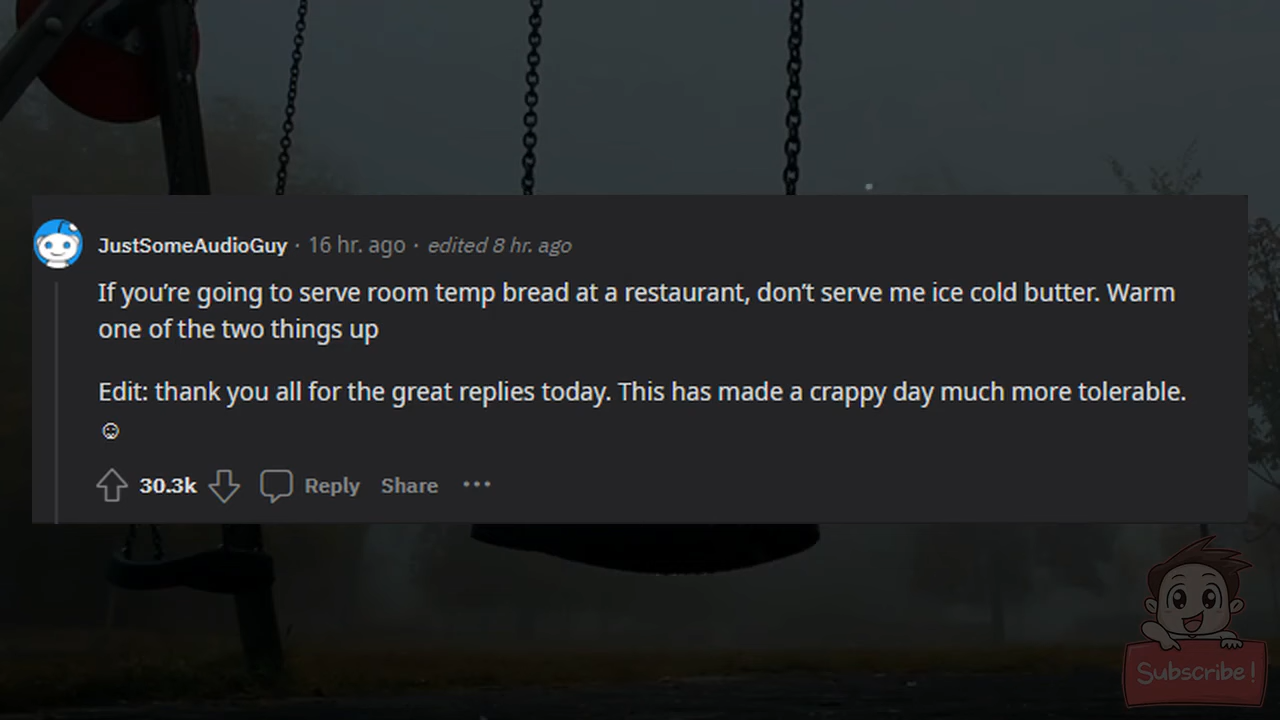 JustSomeAudioGuy · 16 hr. ago · edited 8 hr. ago
If you’re going to serve room temp bread at a restaurant, don’t serve me ice cold butter. Warm
one of the two things up
Edit: thank you all for the great replies today. This has made a crappy day much more tolerable.
☺
30.3k Reply Share ···
Subscribe!